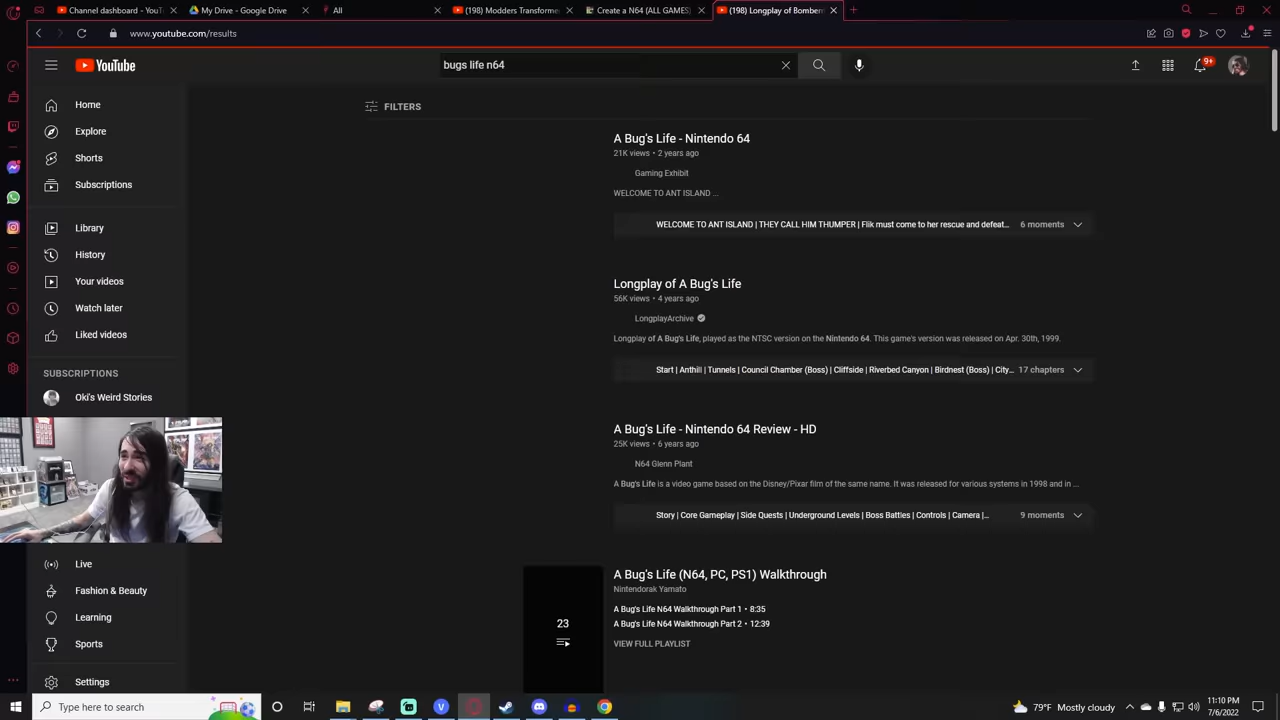 Channel dashboard - YouT
My Drive - Google Drive
All
(198) Modders Transforme
Create a N64 (ALL GAMES)
(198) Longplay of Bomberm
www.youtube.com/results
YouTube
bugs life n64
9+
FILTERS
Home
Explore
Shorts
Subscriptions
Library
History
Your videos
Watch later
Liked videos
SUBSCRIPTIONS
Oki's Weird Stories
Live
Fashion & Beauty
Learning
Sports
Settings
A Bug's Life - Nintendo 64
21K views • 2 years ago
Gaming Exhibit
WELCOME TO ANT ISLAND ...
WELCOME TO ANT ISLAND | THEY CALL HIM THUMPER | Flik must come to her rescue and defeat... 6 moments
Longplay of A Bug's Life
56K views • 4 years ago
LongplayArchive
Longplay of A Bug's Life, played as the NTSC version on the Nintendo 64. This game's version was released on Apr. 30th, 1999.
Start | Anthill | Tunnels | Council Chamber (Boss) | Cliffside | Riverbed Canyon | Birdnest (Boss) | City... 17 chapters
A Bug's Life - Nintendo 64 Review - HD
25K views • 6 years ago
N64 Glenn Plant
A Bug's Life is a video game based on the Disney/Pixar film of the same name. It was released for various systems in 1998 and in ...
Story | Core Gameplay | Side Quests | Underground Levels | Boss Battles | Controls | Camera |... 9 moments
23
A Bug's Life (N64, PC, PS1) Walkthrough
Nintendorak Yamato
A Bug's Life N64 Walkthrough Part 1 • 8:35
A Bug's Life N64 Walkthrough Part 2 • 12:39
VIEW FULL PLAYLIST
Type here to search
79°F Mostly cloudy
11:10 PM
7/6/2022